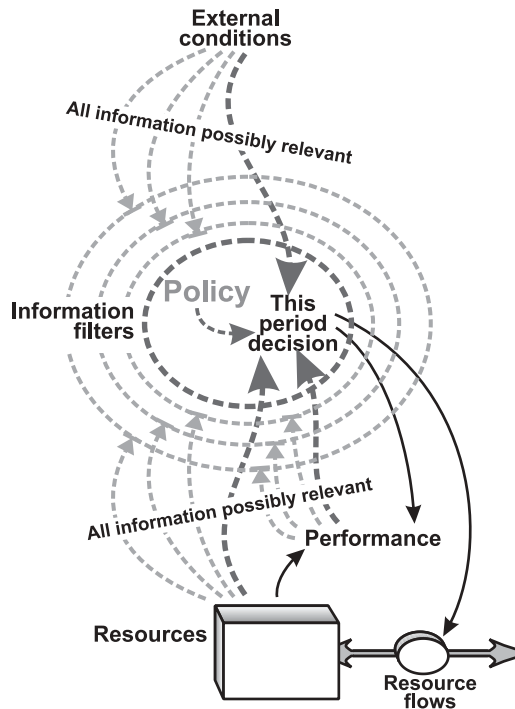 External
conditions
All information possibly relevant
Policy
Information
filters
This
period
decision
All information possibly relevant
Performance
Resources
Resource
flows